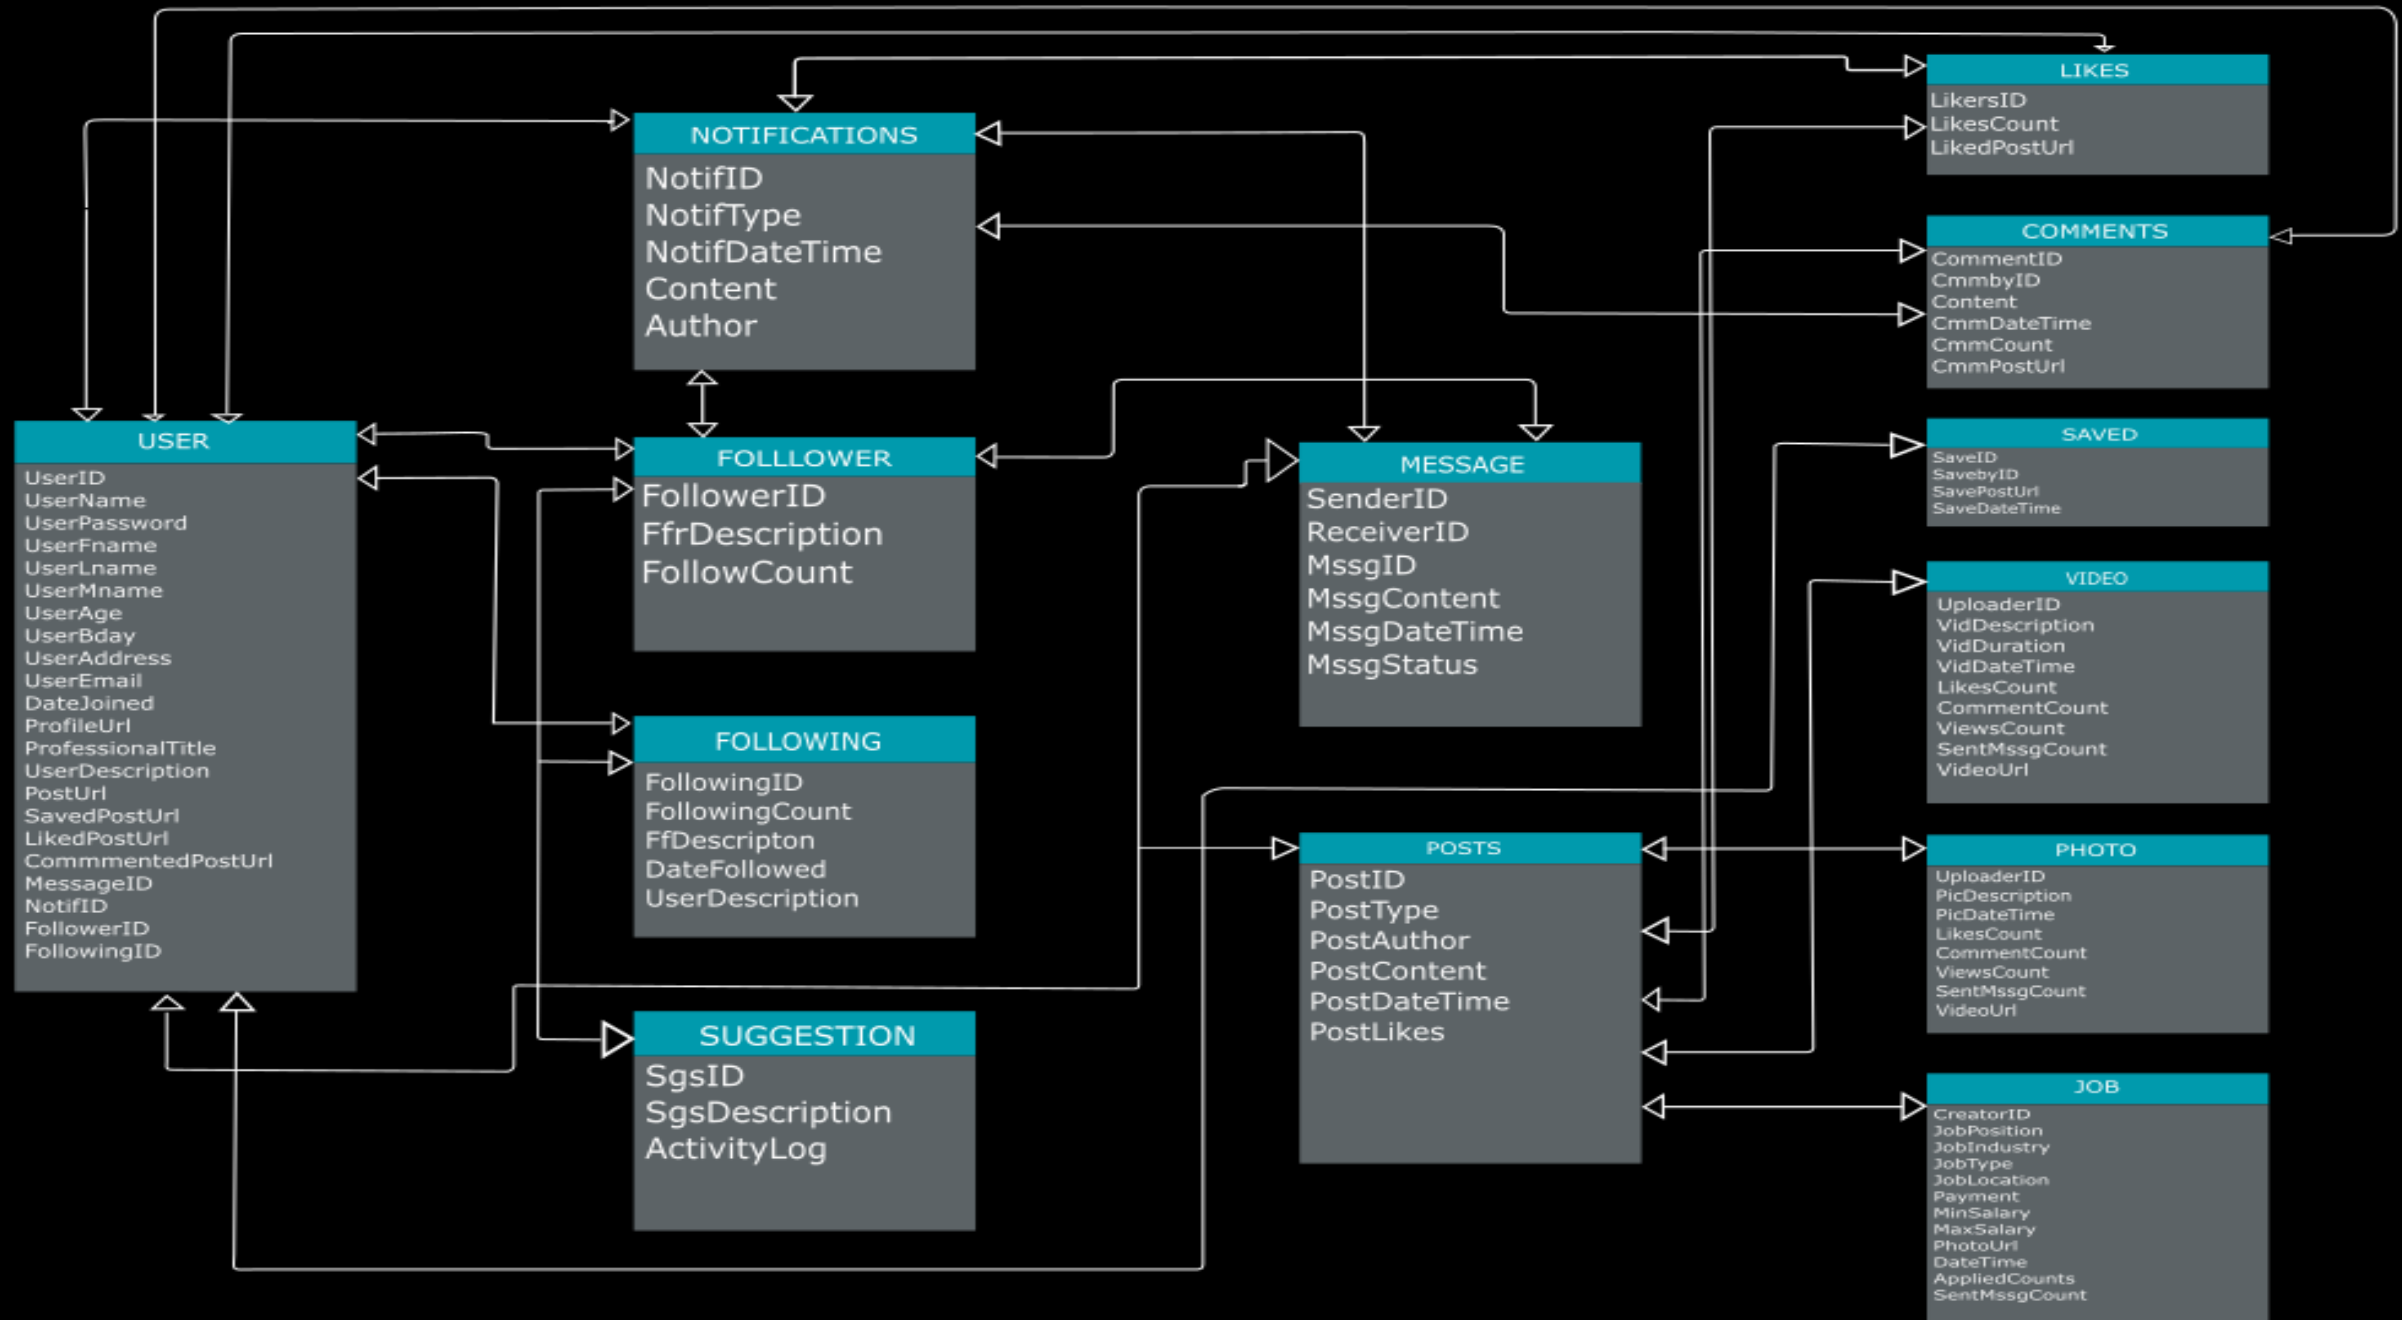 LIKES
LikersID
LikesCount
LikedPostUrl
NOTIFICATIONS
NotifID
NotifType
NotifDateTime
Content
Author
COMMENTS
CommentID
CmmbyID
Content
CmmDateTime
CmmCount
CmmPostUrl
USER
UserID
UserName
UserPassword
UserFname
UserLname
UserMname
UserAge
UserBday
UserAddress
UserEmail
DateJoined
ProfileUrl
ProfessionalTitle
UserDescription
PostUrl
SavedPostUrl
LikedPostUrl
CommmentedPostUrl
MessageID
NotifID
FollowerID
FollowingID
FOLLLOWER
FollowerID
FfrDescription
FollowCount
MESSAGE
SenderID
ReceiverID
MssgID
MssgContent
MssgDateTime
MssgStatus
SAVED
SaveID
SavebyID
SavePostUrl
SaveDateTime
VIDEO
UploaderID
VidDescription
VidDuration
VidDateTime
LikesCount
CommentCount
ViewsCount
SentMssgCount
VideoUrl
FOLLOWING
FollowingID
FollowingCount
FfDescripton
DateFollowed
UserDescription
POSTS
PostID
PostType
PostAuthor
PostContent
PostDateTime
PostLikes
PHOTO
UploaderID
PicDescription
PicDateTime
LikesCount
CommentCount
ViewsCount
SentMssgCount
VideoUrl
SUGGESTION
SgsID
SgsDescription
ActivityLog
JOB
CreatorID
JobPosition
JobIndustry
JobType
JobLocation
Payment
MinSalary
MaxSalary
PhotoUrl
DateTime
AppliedCounts
SentMssgCount